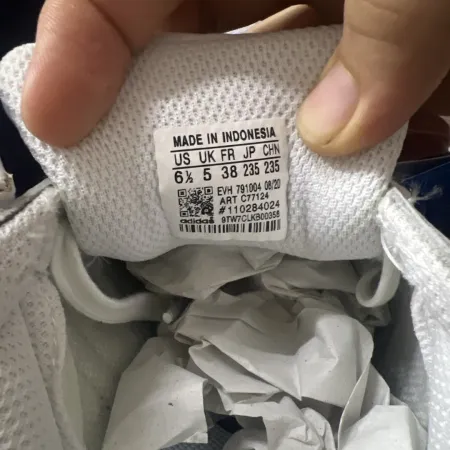 MADE IN INDONESIA
US UK FR JP CHN
6½ 5 38 235 235
EVH 791004 08/20
ART C77124
#110284024
adidas 9TW7CLKB00358